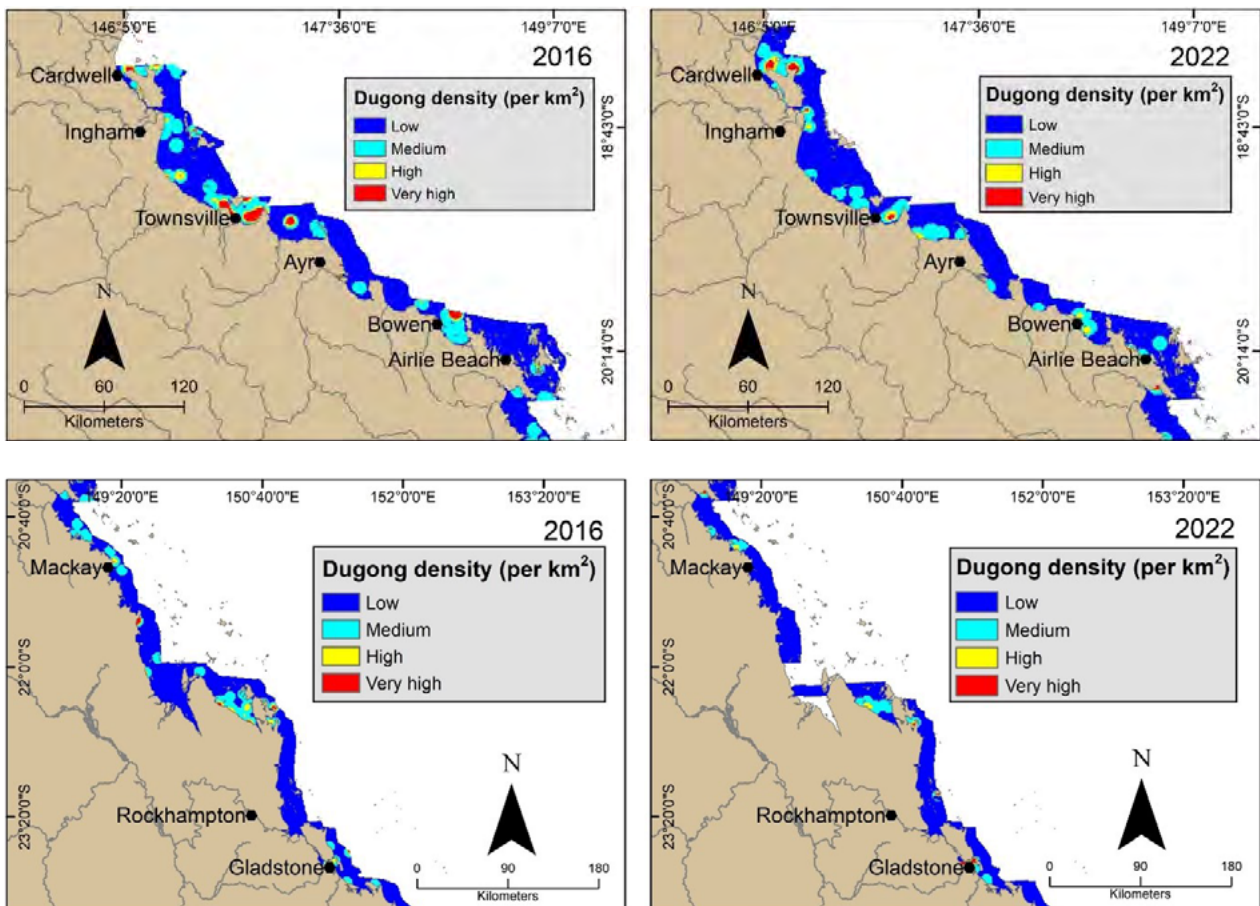 146°5'0"E 147°36'0"E 149°7'0"E
2016
Cardwell
Dugong density (per km²)
Low
Medium
High
Very high
18°43'0"S
Ingham
Townsville
Ayr
N
Bowen
Airlie Beach
20°14'0"S
0 60 120
Kilometers
146°5'0"E 147°36'0"E 149°7'0"E
2022
Cardwell
Dugong density (per km²)
Low
Medium
High
Very high
18°43'0"S
Ingham
Townsville
Ayr
N
Bowen
Airlie Beach
20°14'0"S
0 60 120
Kilometers
149°20'0"E 150°40'0"E 152°0'0"E 153°20'0"E
20°40'0"S
2016
Dugong density (per km²)
Low
Medium
High
Very high
Mackay
22°0'0"S
N
Rockhampton
23°20'0"S
Gladstone
0 90 180
Kilometers
149°20'0"E 150°40'0"E 152°0'0"E 153°20'0"E
20°40'0"S
2022
Dugong density (per km²)
Low
Medium
High
Very high
Mackay
22°0'0"S
N
Rockhampton
23°20'0"S
Gladstone
0 90 180
Kilometers